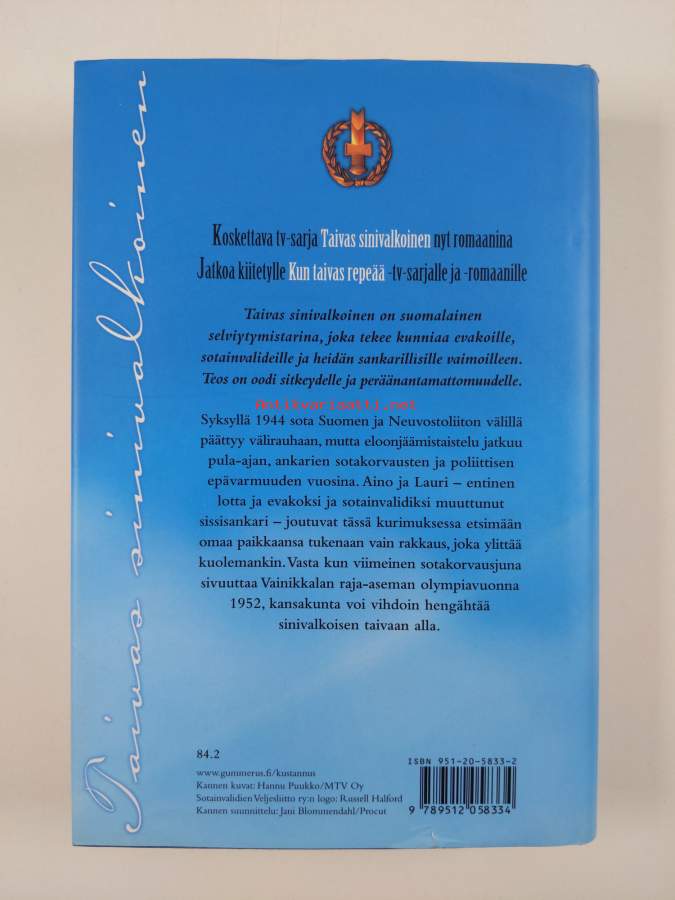 Taivas sinivalkoinen
Koskettava tv-sarja Taivas sinivalkoinen nyt romaanina
Jatkoa kiitetylle Kun taivas repeää -tv-sarjalle ja -romaanille
Taivas sinivalkoinen on suomalainen
selviytymistarina, joka tekee kunniaa evakoille,
sotainvalideille ja heidän sankarillisille vaimoilleen.
Teos on oodi sitkeydelle ja peräänantamattomuudelle.
Antikvariaatti.net
Syksyllä 1944 sota Suomen ja Neuvostoliiton välillä
päättyy välirauhaan, mutta eloonjäämistaistelu jatkuu
pula-ajan, ankarien sotakorvausten ja poliittisen
epävarmuuden vuosina. Aino ja Lauri – entinen
lotta ja evakoksi ja sotainvalidiksi muuttunut
sissisankari – joutuvat tässä kurimuksessa etsimään
omaa paikkaansa tukenaan vain rakkaus, joka ylittää
kuolemankin. Vasta kun viimeinen sotakorvausjuna
sivuuttaa Vainikkalan raja-aseman olympiavuonna
1952, kansakunta voi vihdoin hengähtää
sinivalkoisen taivaan alla.
84.2
www.gummerus.fi/kustannus
Kannen kuvat: Hannu Puukko/MTV Oy
Sotainvalidien Veljesliitto ry:n logo: Russell Halford
Kannen suunnittelu: Jani Blommendahl/Procut
ISBN 951-20-5833-2
9 789512 058334